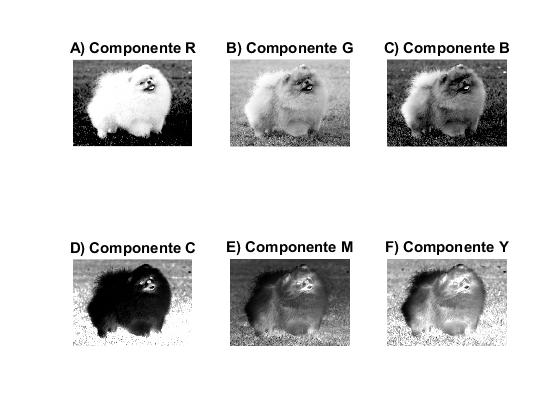 A) Componente R
B) Componente G
C) Componente B
D) Componente C
E) Componente M
F) Componente Y